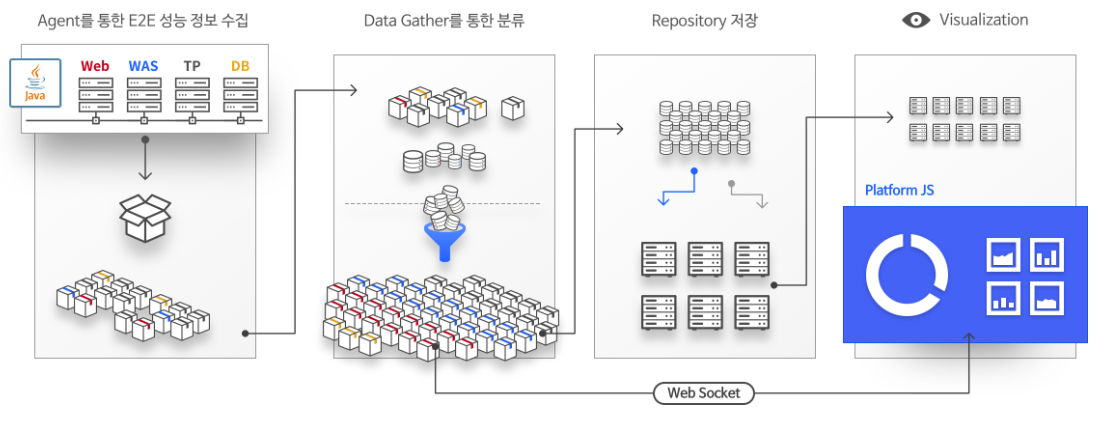 Agent를 통한 E2E 성능 정보 수집
Data Gather를 통한 분류
Repository 저장
Visualization
Java
Web WAS TP DB
Platform JS
Web Socket